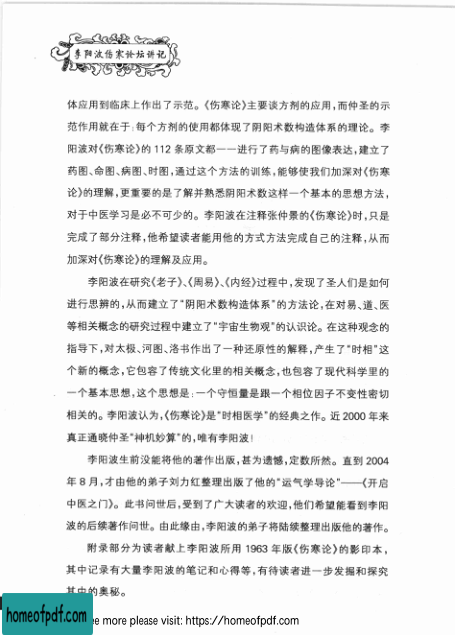 李阳波伤寒论坛讲记
体应用到临床上作出了示范。《伤寒论》主要谈方剂的应用,而仲圣的示
范作用就在于:每个方剂的使用都体现了阴阳术数构造体系的理论。李
阳波对《伤寒论》的 112 条原文都一一进行了药与病的图像表达,建立了
药图、命图、病图、时图,通过这个方法的训练,能够使我们加深对《伤寒
论》的理解,更重要的是了解并熟悉阴阳术数这样一个基本的思想方法,
对于中医学习是必不可少的。李阳波在注释张仲景的《伤寒论》时,只是
完成了部分注释,他希望读者能用他的方式方法完成自己的注释,从而
加深对《伤寒论》的理解及应用。
李阳波在研究《老子》、《周易》、《内经》过程中,发现了圣人们是如何
进行思辨的,从而建立了“阴阳术数构造体系”的方法论,在对易、道、医
等相关概念的研究过程中建立了“宇宙生物观”的认识论。在这种观念的
指导下,对太极、河图、洛书作出了一种还原性的解释,产生了“时相”这
个新的概念,它包容了传统文化里的相关概念,也包容了现代科学里的
一个基本思想,这个思想是:一个守恒量是跟一个相位因子不变性密切
相关的。李阳波认为,《伤寒论》是“时相医学”的经典之作。近 2000 年来
真正通晓仲圣“神机妙算”的,唯有李阳波!
李阳波生前没能将他的著作出版,甚为遗憾,定数所然。直到 2004
年 8 月,才由他的弟子刘力红整理出版了他的“运气学导论”——《开启
中医之门》。此书问世后,受到了广大读者的欢迎,他们希望能看到李阳
波的后续著作问世。由此缘由,李阳波的弟子将陆续整理出版他的著作。
附录部分为读者献上李阳波所用 1963 年版《伤寒论》的影印本,
其中记录有大量李阳波的笔记和心得等,有待读者进一步发掘和探究
其中的奥秘。
homeofpdf.com
ee more please visit: https://homeofpdf.com